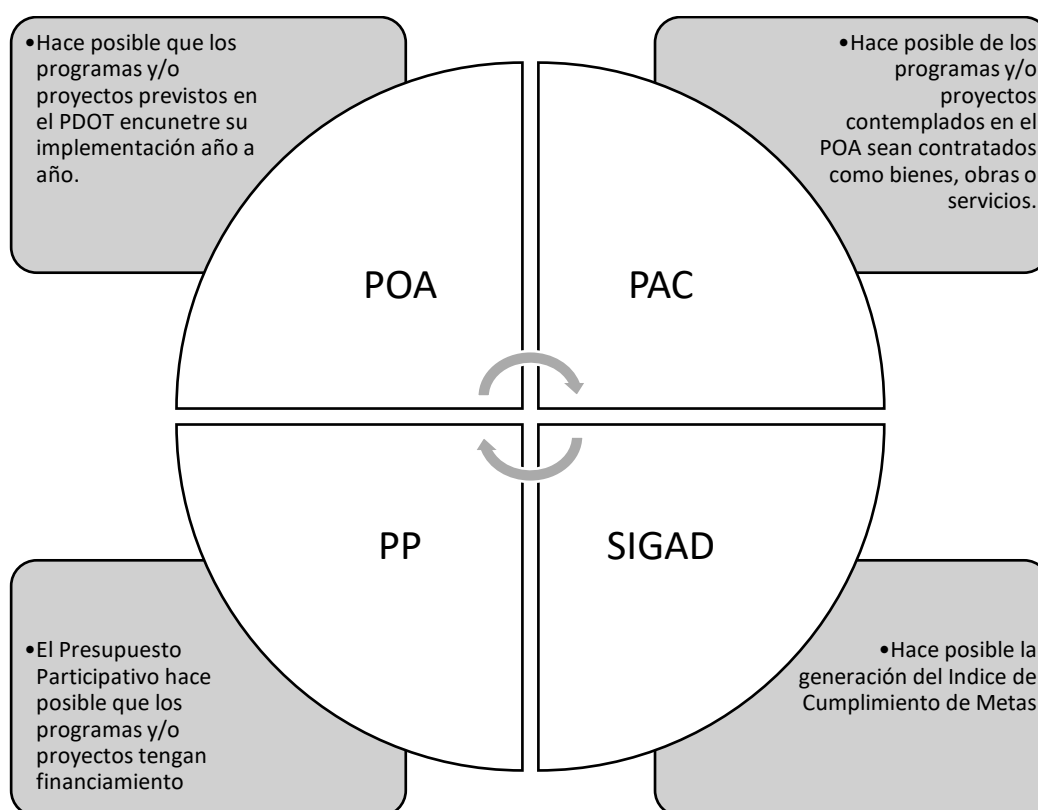 •Hace posible que los
programas y/o
proyectos previstos en
el PDOT encunetre su
implementación año a
año.
•Hace posible de los
programas y/o
proyectos
contemplados en el
POA sean contratados
como bienes, obras o
servicios.
POA
PAC
PP
SIGAD
•El Presupuesto
Participativo hace
posible que los
programas y/o
proyectos tengan
financiamiento
•Hace posible la
generación del Indice de
Cumplimiento de Metas